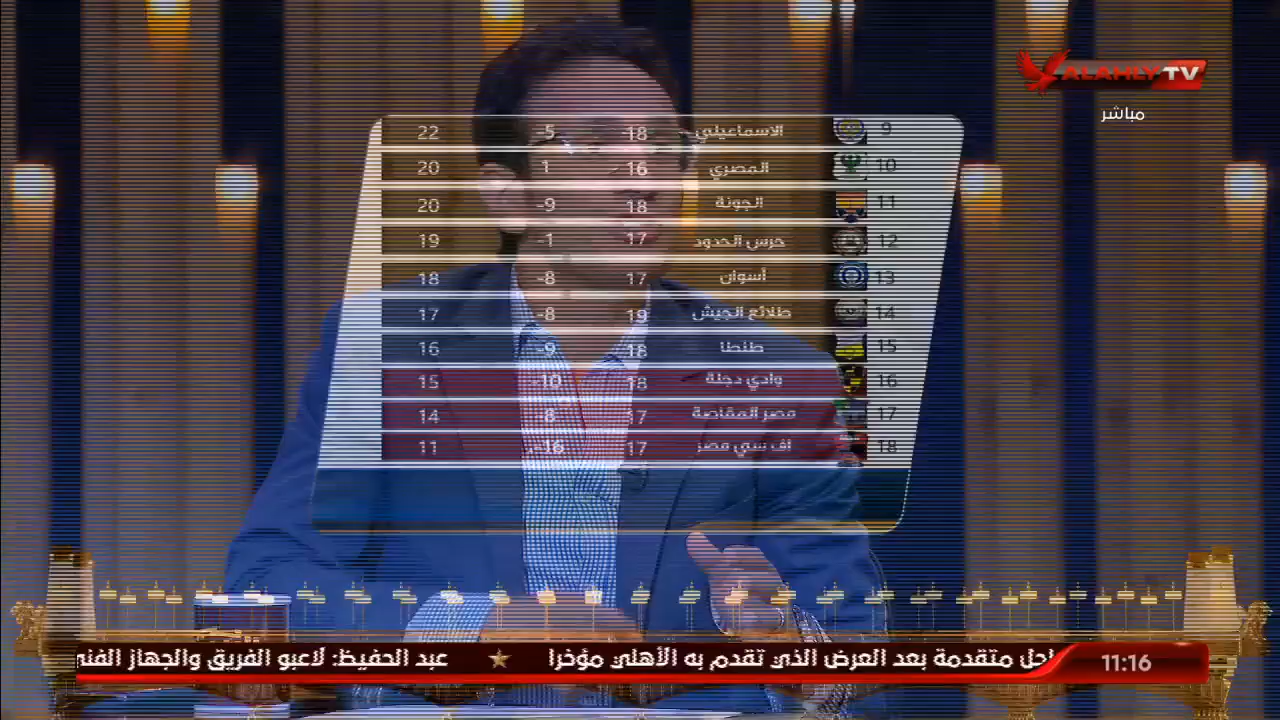 ALAHLY TV
مباشر
9 الاسماعيلي 18 -5 22
10 المصري 16 1 20
11 الجونة 18 -9 20
12 حرس الحدود 17 -1 19
13 أسوان 17 -8 18
14 طلائع الجيش 19 -8 17
15 طنطا 18 -9 16
16 وادي دجلة 18 -10 15
17 مصر المقاصة 17 -8 14
18 اف سي مصر 17 -16 11
متقدمة بعد العرض الذي تقدم به الأهلي مؤخرا ★ عبد الحفيظ: لاعبو الفريق والجهاز
11:16